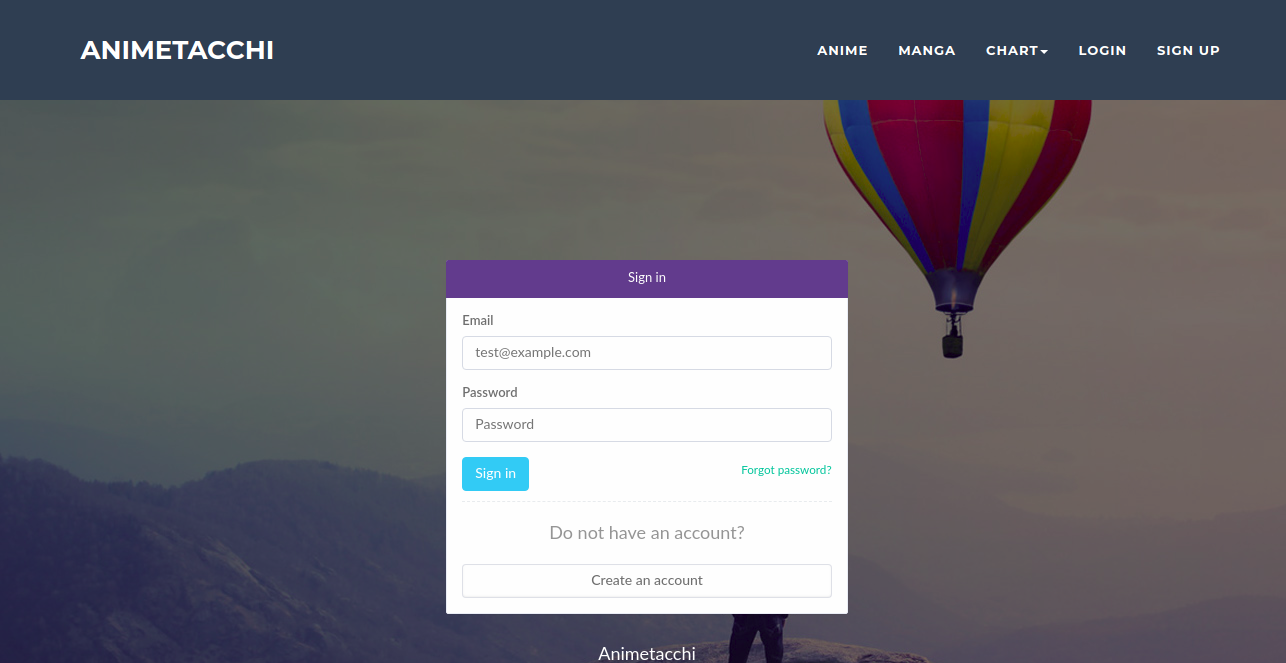 ANIMETACCHI
ANIME MANGA CHART LOGIN SIGN UP
Sign in
Email
test@example.com
Password
Password
Sign in Forgot password?
Do not have an account?
Create an account
Animetacchi